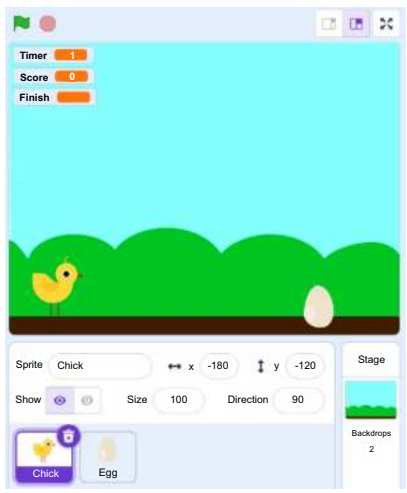 Timer 1
Score 0
Finish
Sprite Chick x -180 y -120
Show Size 100 Direction 90
Chick Egg
Stage
Backdrops
2